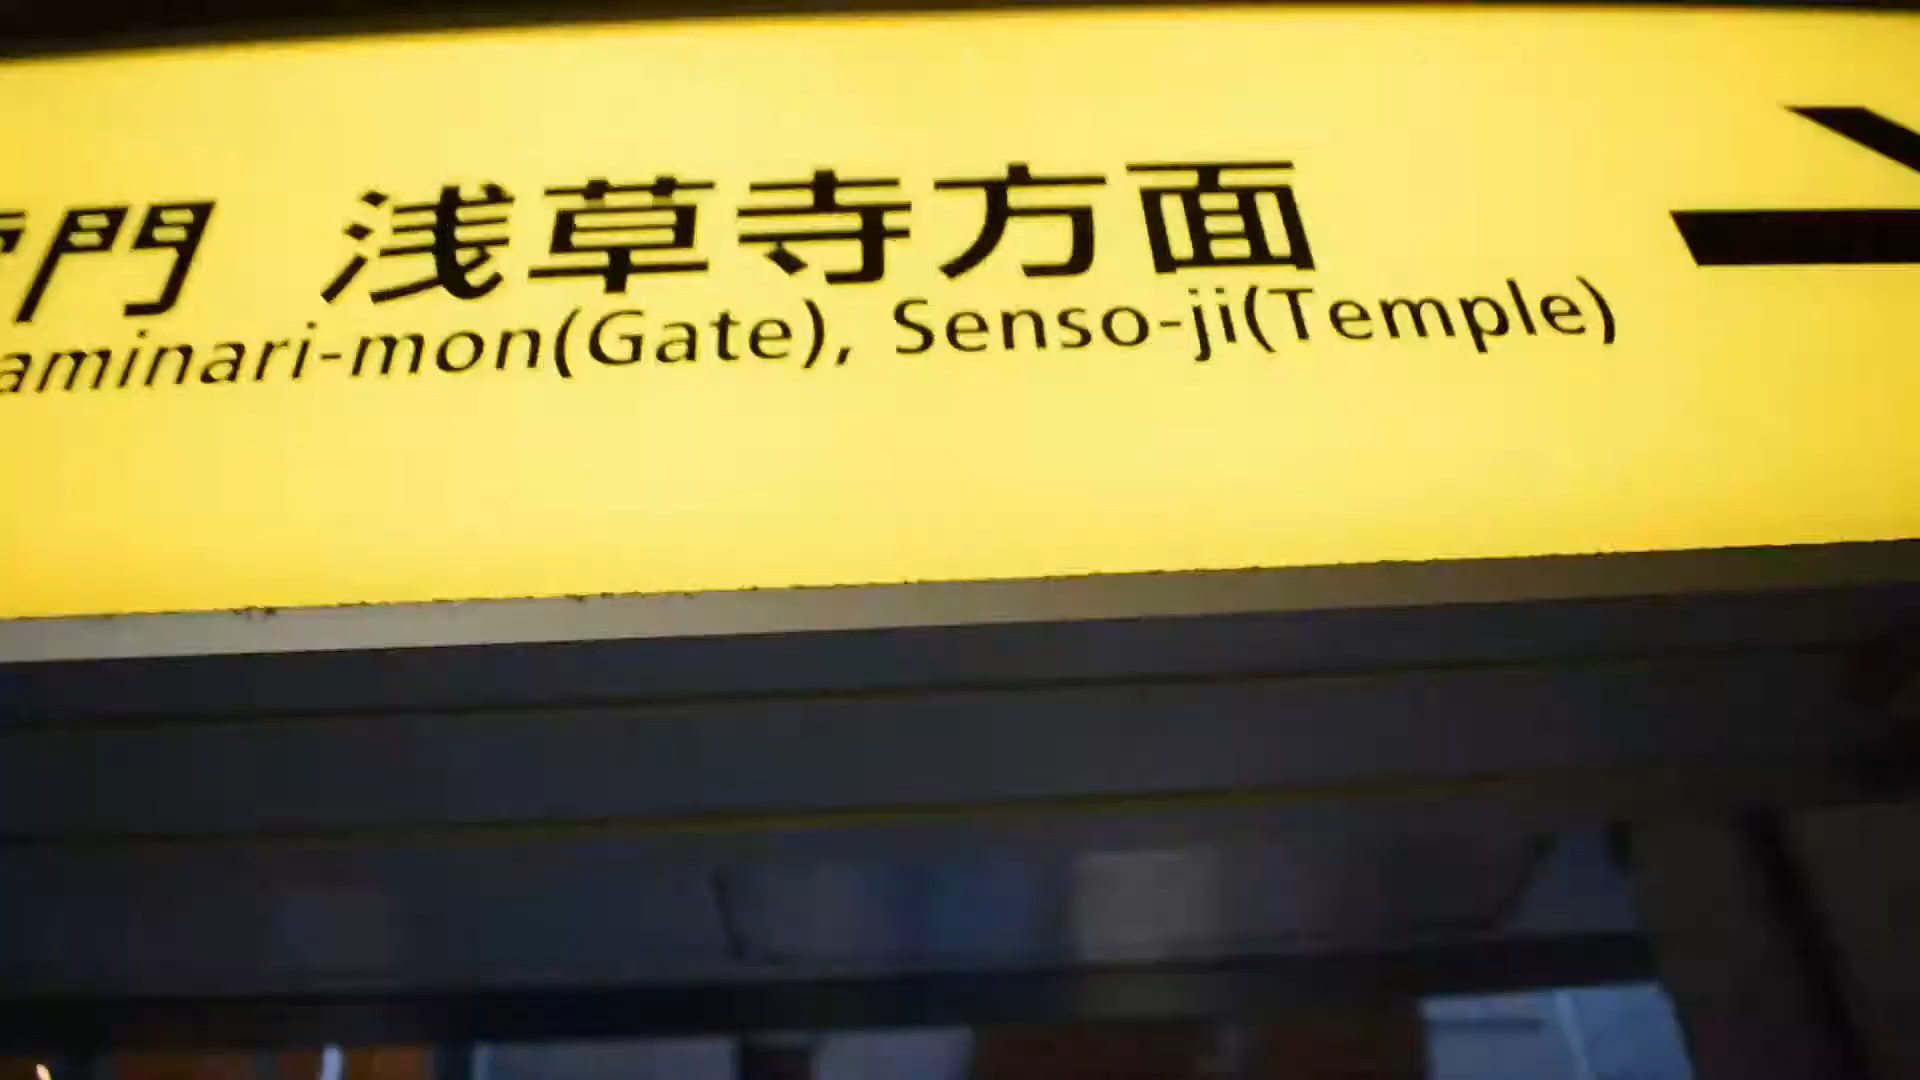 門 浅草寺方面
aminari-mon(Gate), Senso-ji(Temple)